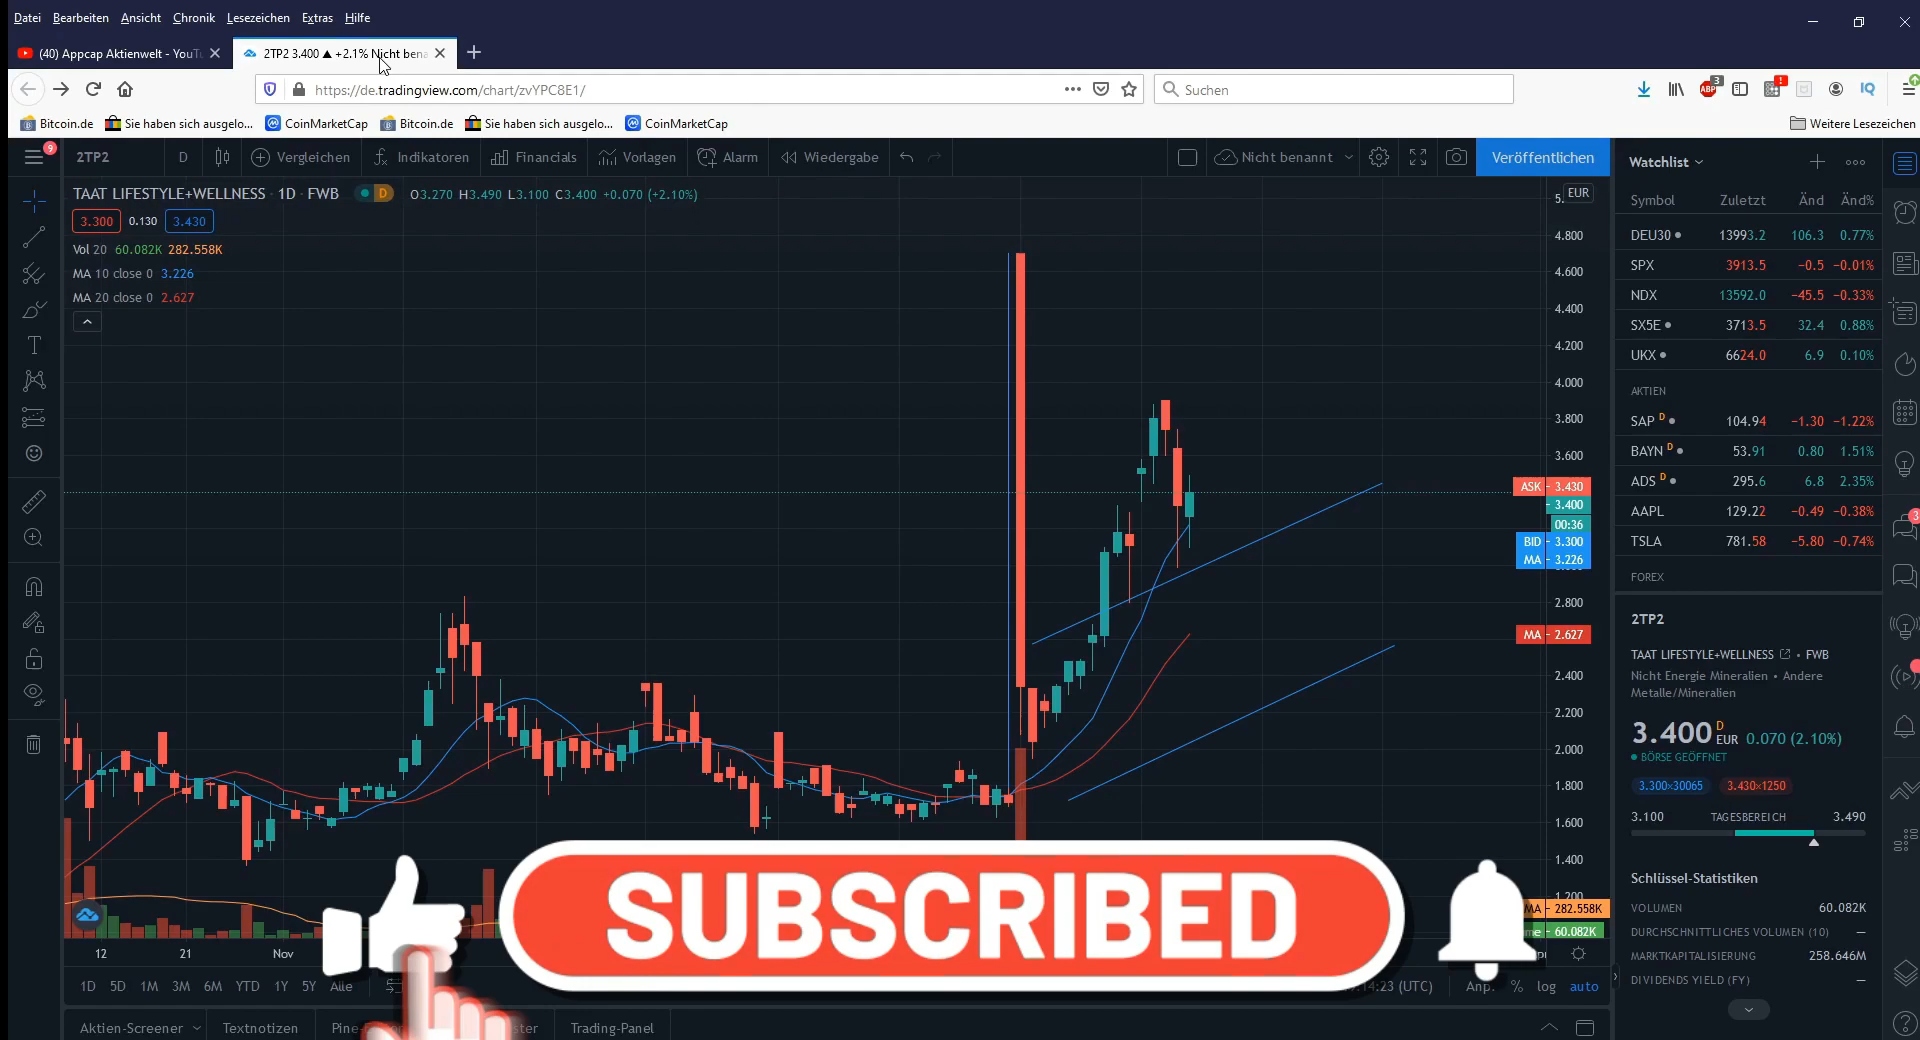 Datei Bearbeiten Ansicht Chronik Lesezeichen Extras Hilfe
(40) Appcap Aktienwelt - YouTu
2TP2 3.400 ▲ +2.1% Nicht bena
https://de.tradingview.com/chart/zvYPC8E1/
Suchen
ABP 3
1
IQ
Bitcoin.de Sie haben sich ausgelo... CoinMarketCap Bitcoin.de Sie haben sich ausgelo... CoinMarketCap Weitere Lesezeichen
9
2TP2 D Vergleichen Indikatoren Financials Vorlagen Alarm Wiedergabe Nicht benannt Veröffentlichen
TAAT LIFESTYLE+WELLNESS · 1D · FWB D O3.270 H3.490 L3.100 C3.400 +0.070 (+2.10%)
3.300 0.130 3.430
Vol 20 60.082K 282.558K
MA 10 close 0 3.226
MA 20 close 0 2.627
EUR
4.800
4.600
4.400
4.200
4.000
3.800
3.600
ASK 3.430
3.400
00:36
BID 3.300
MA 3.226
2.800
MA 2.627
2.400
2.200
2.000
1.800
1.600
1.400
1.200
MA 282.558K
60.082K
12 21 Nov
1D 5D 1M 3M 6M YTD 1Y 5Y Alle
14:23 (UTC) Anp. % log auto
Aktien-Screener Textnotizen Trading-Panel
SUBSCRIBED
Watchlist
Symbol Zuletzt Änd Änd%
DEU30 13993.2 106.3 0.77%
SPX 3913.5 −0.5 −0.01%
NDX 13592.0 −45.5 −0.33%
SX5E 3713.5 32.4 0.88%
UKX 6624.0 6.9 0.10%
AKTIEN
SAP D 104.94 −1.30 −1.22%
BAYN D 53.91 0.80 1.51%
ADS D 295.6 6.8 2.35%
AAPL 129.22 −0.49 −0.38%
TSLA 781.58 −5.80 −0.74%
FOREX
2TP2
TAAT LIFESTYLE+WELLNESS • FWB
Nicht Energie Mineralien • Andere
Metalle/Mineralien
3.400 D EUR 0.070 (2.10%)
BÖRSE GEÖFFNET
3.300×30065 3.430×1250
3.100 TAGESBEREICH 3.490
Schlüssel-Statistiken
VOLUMEN 60.082K
DURCHSCHNITTLICHES VOLUMEN (10) —
MARKTKAPITALISIERUNG 258.646M
DIVIDENDS YIELD (FY) —